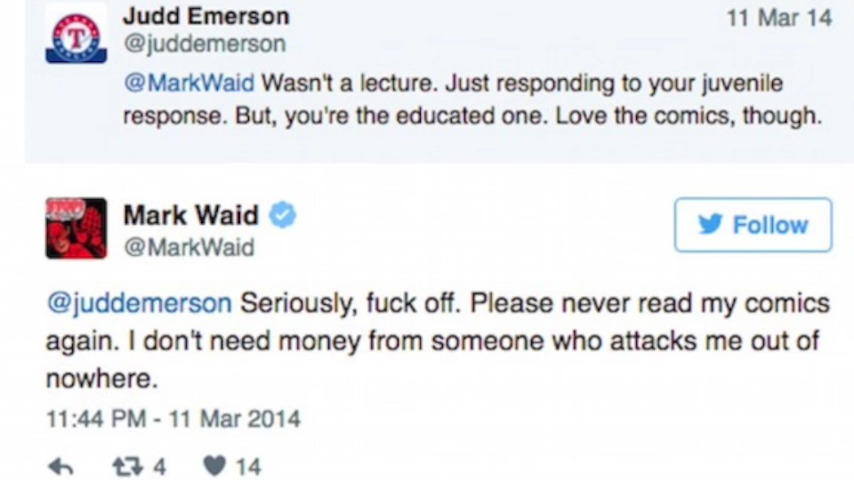 Judd Emerson
11 Mar 14
@juddemerson
@MarkWaid Wasn't a lecture. Just responding to your juvenile
response. But, you're the educated one. Love the comics, though.
Mark Waid
@MarkWaid
Follow
@juddemerson Seriously, fuck off. Please never read my comics
again. I don't need money from someone who attacks me out of
nowhere.
11:44 PM - 11 Mar 2014
4 14